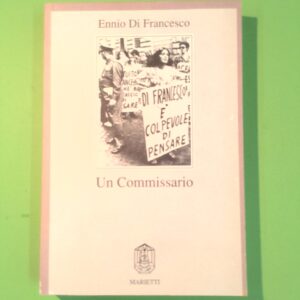 Ennio Di Francesco
DI FRANCESCO
È
COLPEVOLE
DI
PENSARE
Un Commissario
MARIETTI